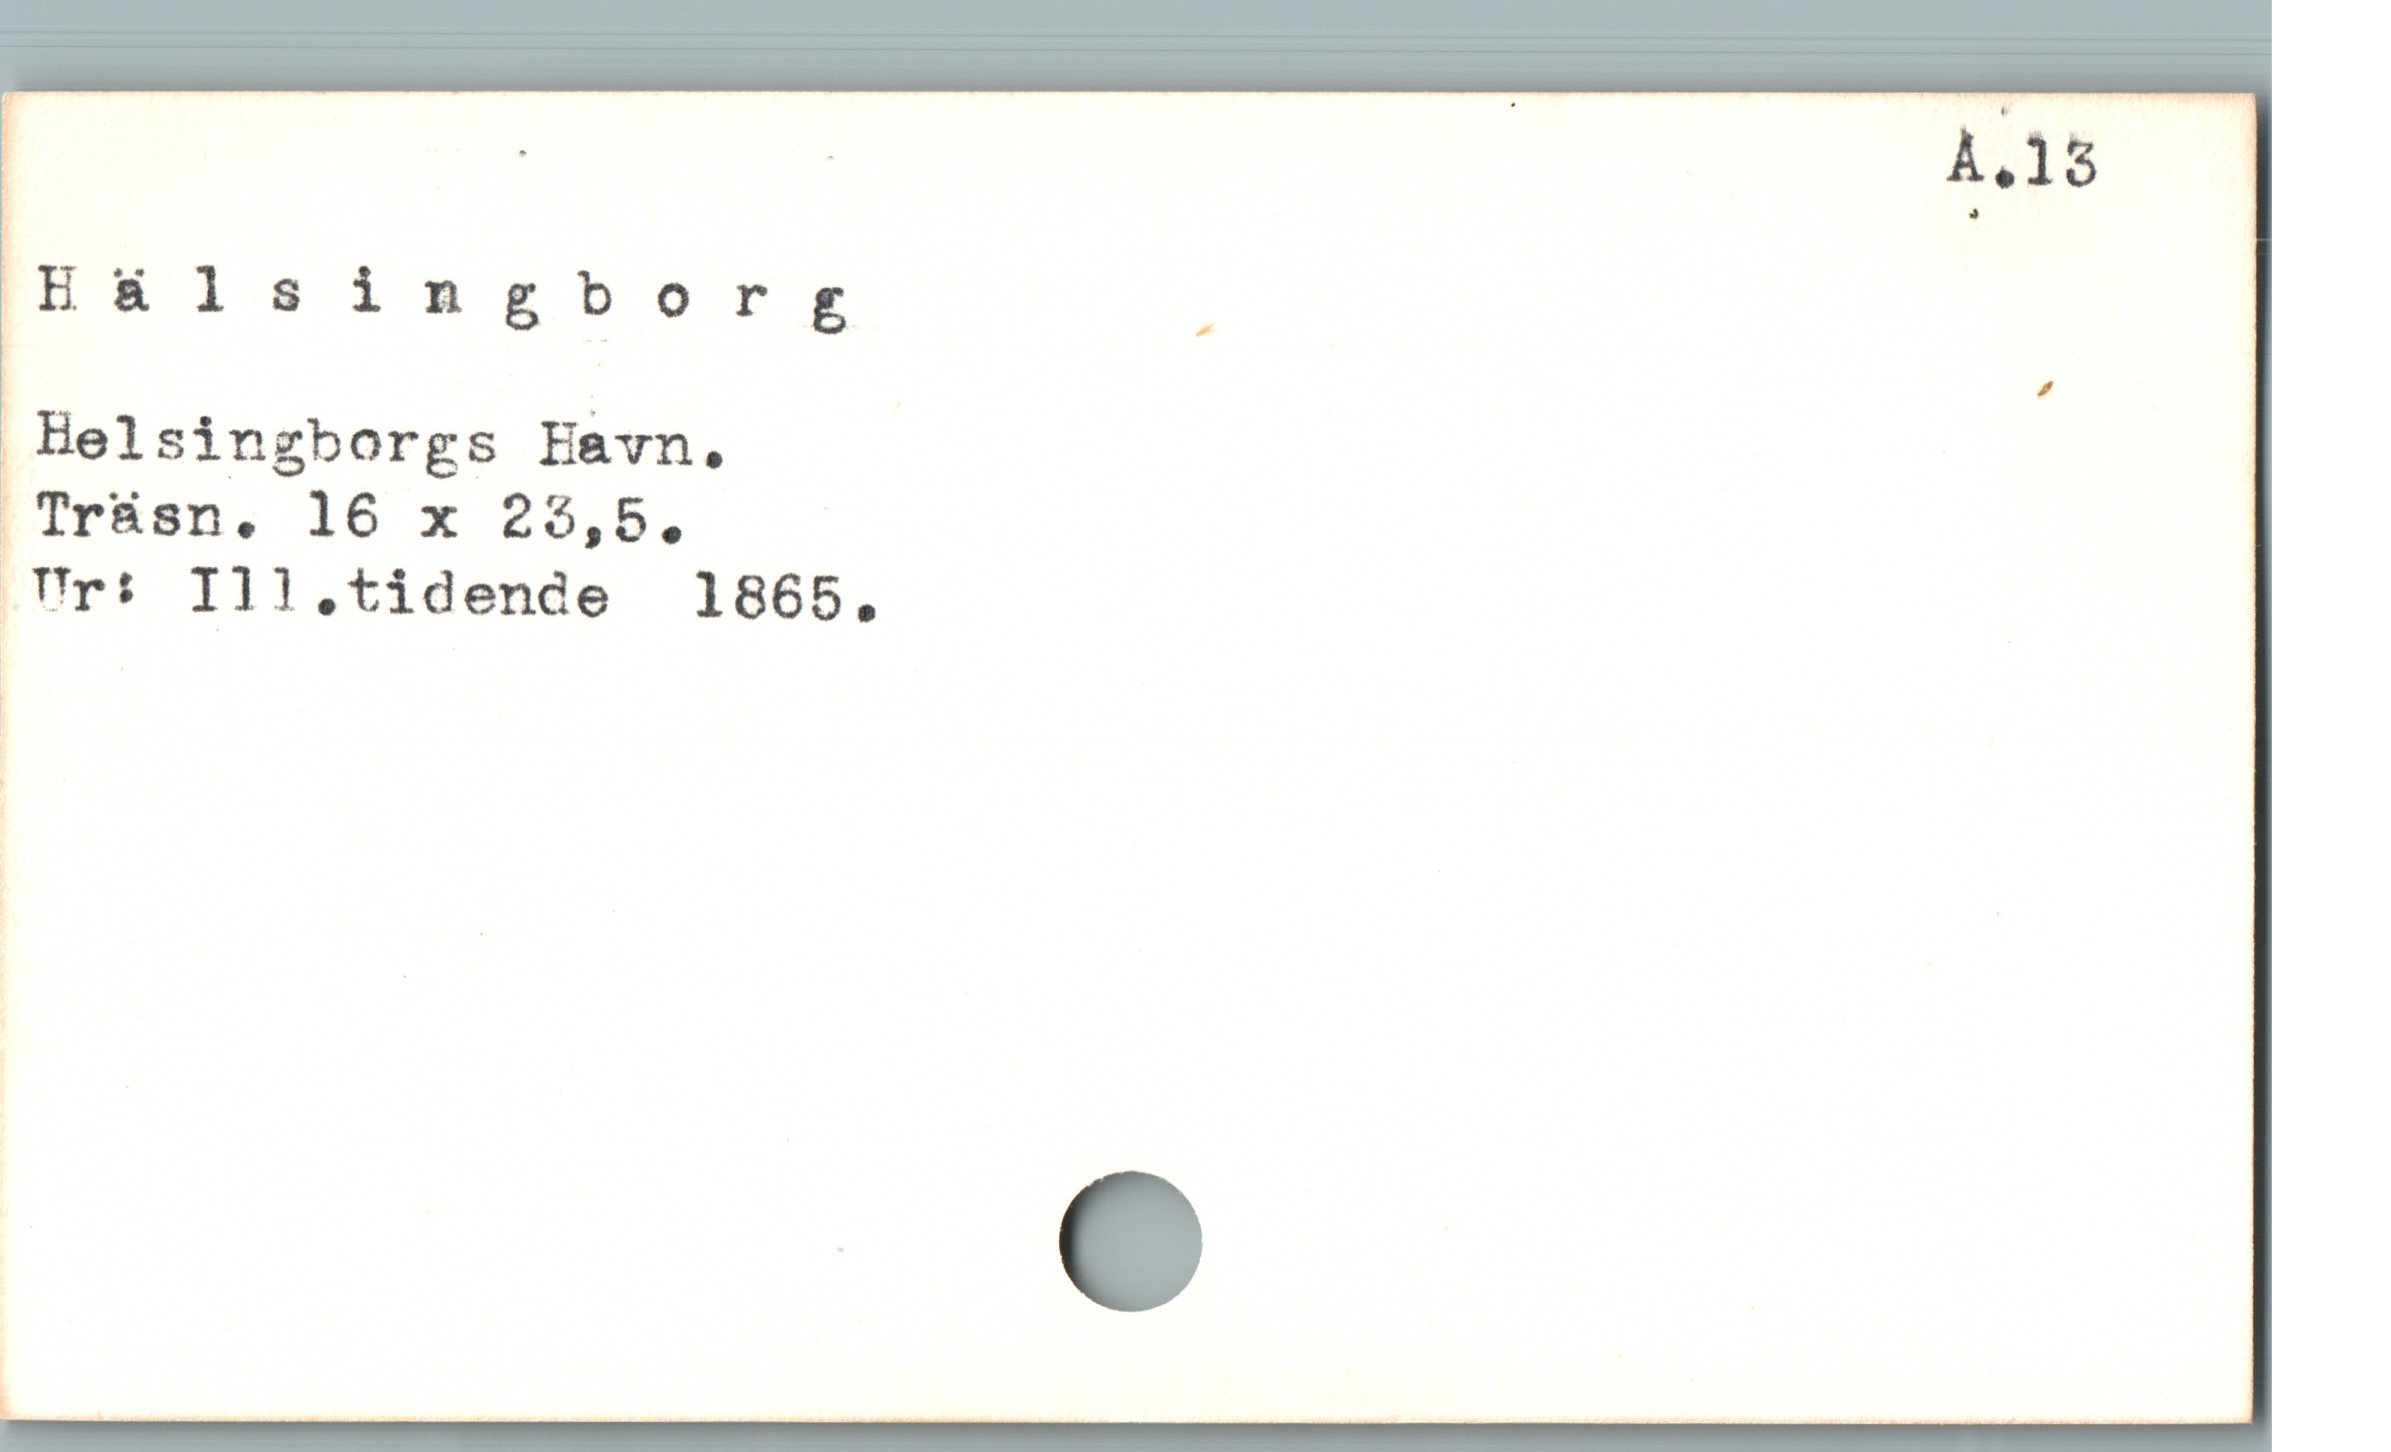 A.13
H ä l s i n g b o r g
Helsingborgs Havn.
Träsn. 16 x 23,5.
Ur: Ill.tidende 1865.